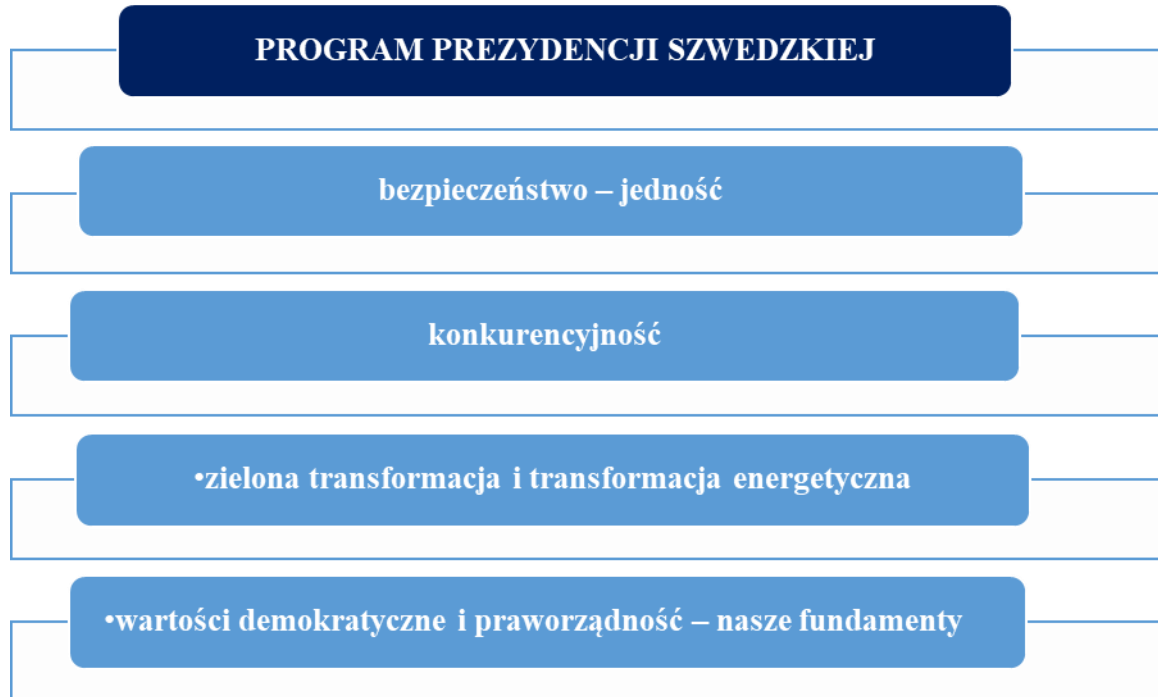 PROGRAM PREZYDENCJI SZWEDZKIEJ
bezpieczeństwo – jedność
konkurencyjność
•zielona transformacja i transformacja energetyczna
•wartości demokratyczne i praworządność – nasze fundamenty